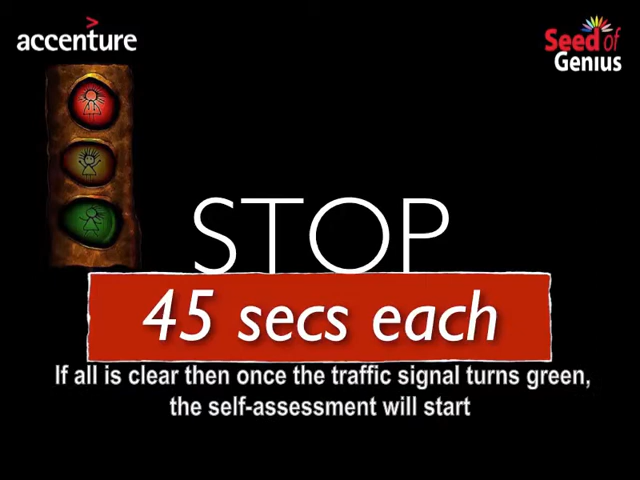 accenture
Seed of
Genius
STOP
45 secs each
If all is clear then once the traffic signal turns green,
the self-assessment will start